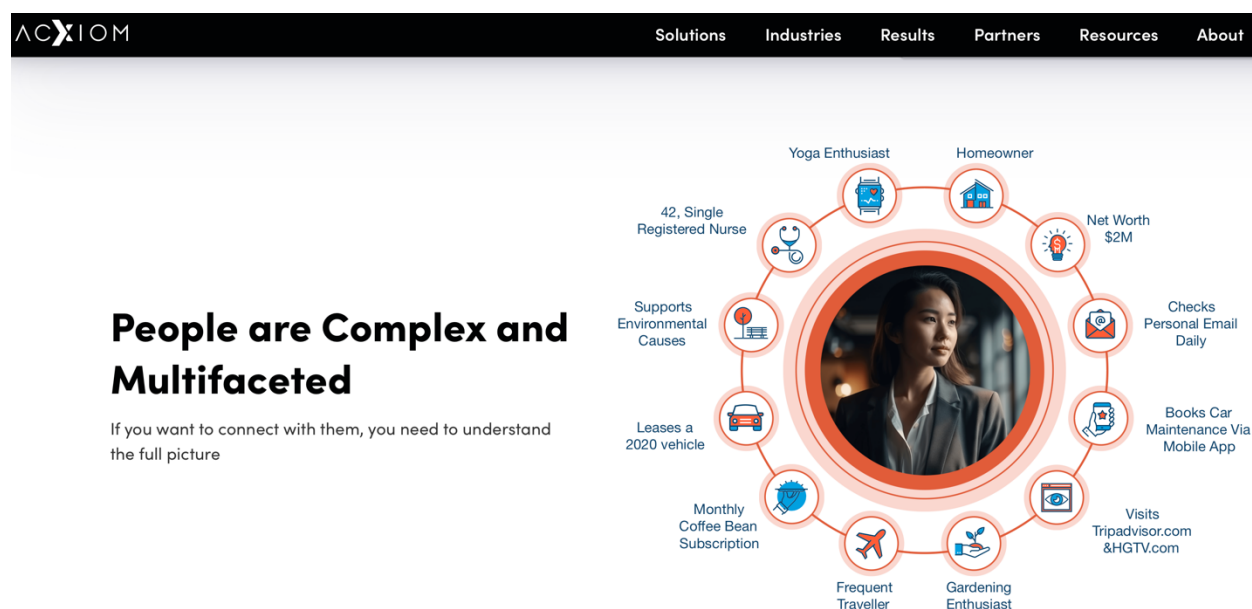 ACXIOM
Solutions
Industries
Results
Partners
Resources
About
People are Complex and
Multifaceted
If you want to connect with them, you need to understand
the full picture
Yoga Enthusiast
Homeowner
42, Single
Registered Nurse
Net Worth
$2M
Supports
Environmental
Causes
Checks
Personal Email
Daily
Leases a
2020 vehicle
Books Car
Maintenance Via
Mobile App
Monthly
Coffee Bean
Subscription
Visits
Tripadvisor.com
&HGTV.com
Frequent
Traveller
Gardening
Enthusiast